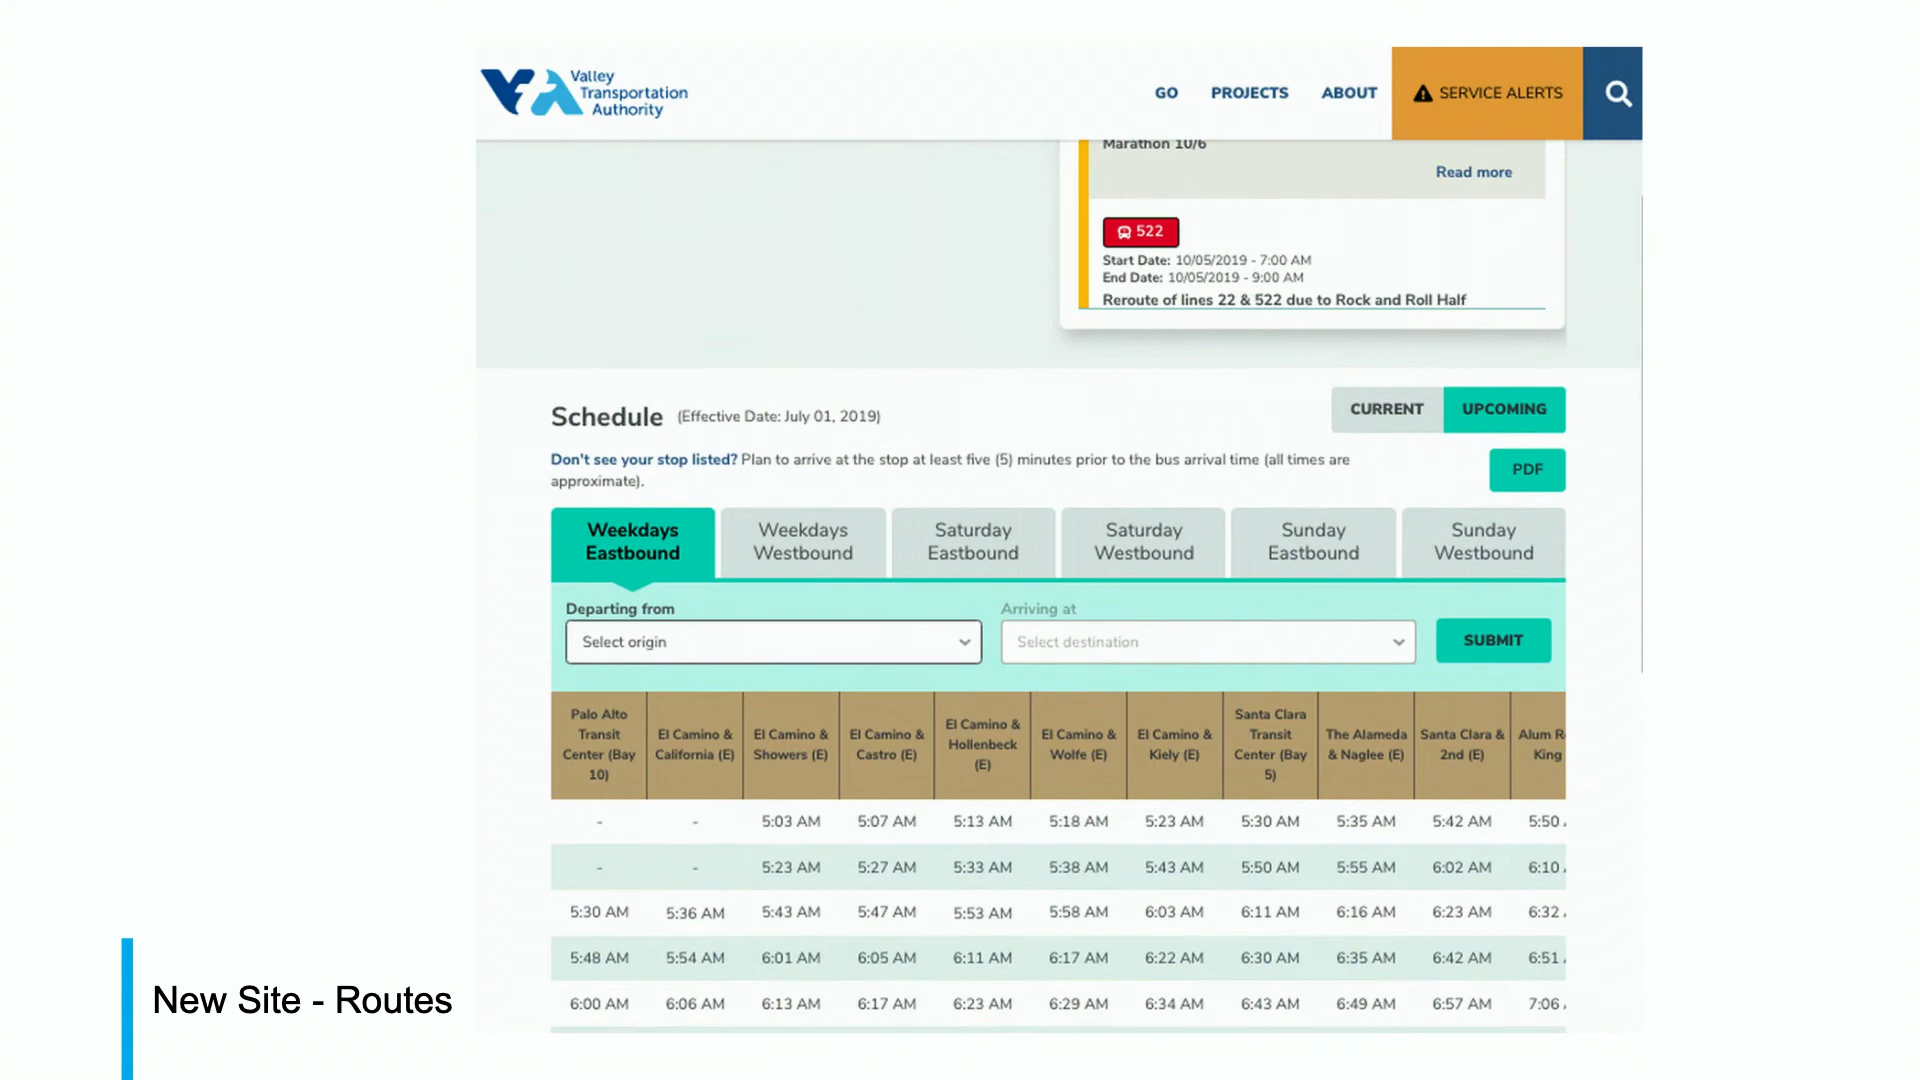 Valley
Transportation
Authority
GO PROJECTS ABOUT SERVICE ALERTS
Marathon 10/6
Read more
522
Start Date: 10/05/2019 - 7:00 AM
End Date: 10/05/2019 - 9:00 AM
Reroute of lines 22 & 522 due to Rock and Roll Half
Schedule (Effective Date: July 01, 2019)
CURRENT UPCOMING
Don't see your stop listed? Plan to arrive at the stop at least five (5) minutes prior to the bus arrival time (all times are
approximate).
PDF
Weekdays Eastbound
Weekdays Westbound
Saturday Eastbound
Saturday Westbound
Sunday Eastbound
Sunday Westbound
Departing from
Select origin
Arriving at
Select destination
SUBMIT
Palo Alto Transit Center (Bay 10)
El Camino & California (E)
El Camino & Showers (E)
El Camino & Castro (E)
El Camino & Hollenbeck (E)
El Camino & Wolfe (E)
El Camino & Kiely (E)
Santa Clara Transit Center (Bay 5)
The Alameda & Naglee (E)
Santa Clara & 2nd (E)
Alum R King
- - 5:03 AM 5:07 AM 5:13 AM 5:18 AM 5:23 AM 5:30 AM 5:35 AM 5:42 AM 5:50
- - 5:23 AM 5:27 AM 5:33 AM 5:38 AM 5:43 AM 5:50 AM 5:55 AM 6:02 AM 6:10
5:30 AM 5:36 AM 5:43 AM 5:47 AM 5:53 AM 5:58 AM 6:03 AM 6:11 AM 6:16 AM 6:23 AM 6:32
5:48 AM 5:54 AM 6:01 AM 6:05 AM 6:11 AM 6:17 AM 6:22 AM 6:30 AM 6:35 AM 6:42 AM 6:51
6:00 AM 6:06 AM 6:13 AM 6:17 AM 6:23 AM 6:29 AM 6:34 AM 6:43 AM 6:49 AM 6:57 AM 7:06
New Site - Routes